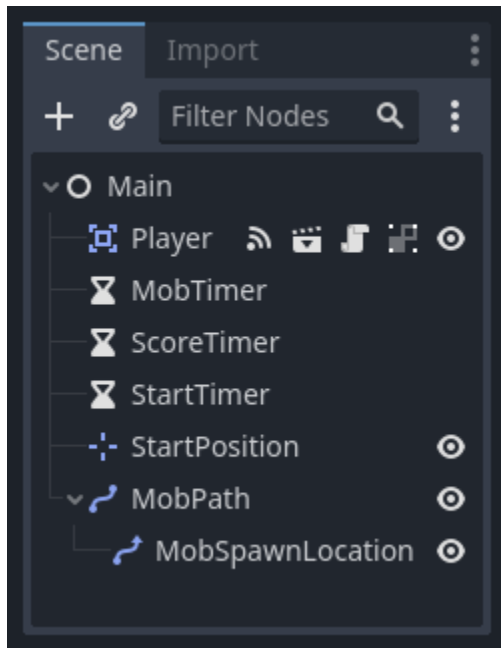 Scene Import
Filter Nodes
Main
Player
MobTimer
ScoreTimer
StartTimer
StartPosition
MobPath
MobSpawnLocation